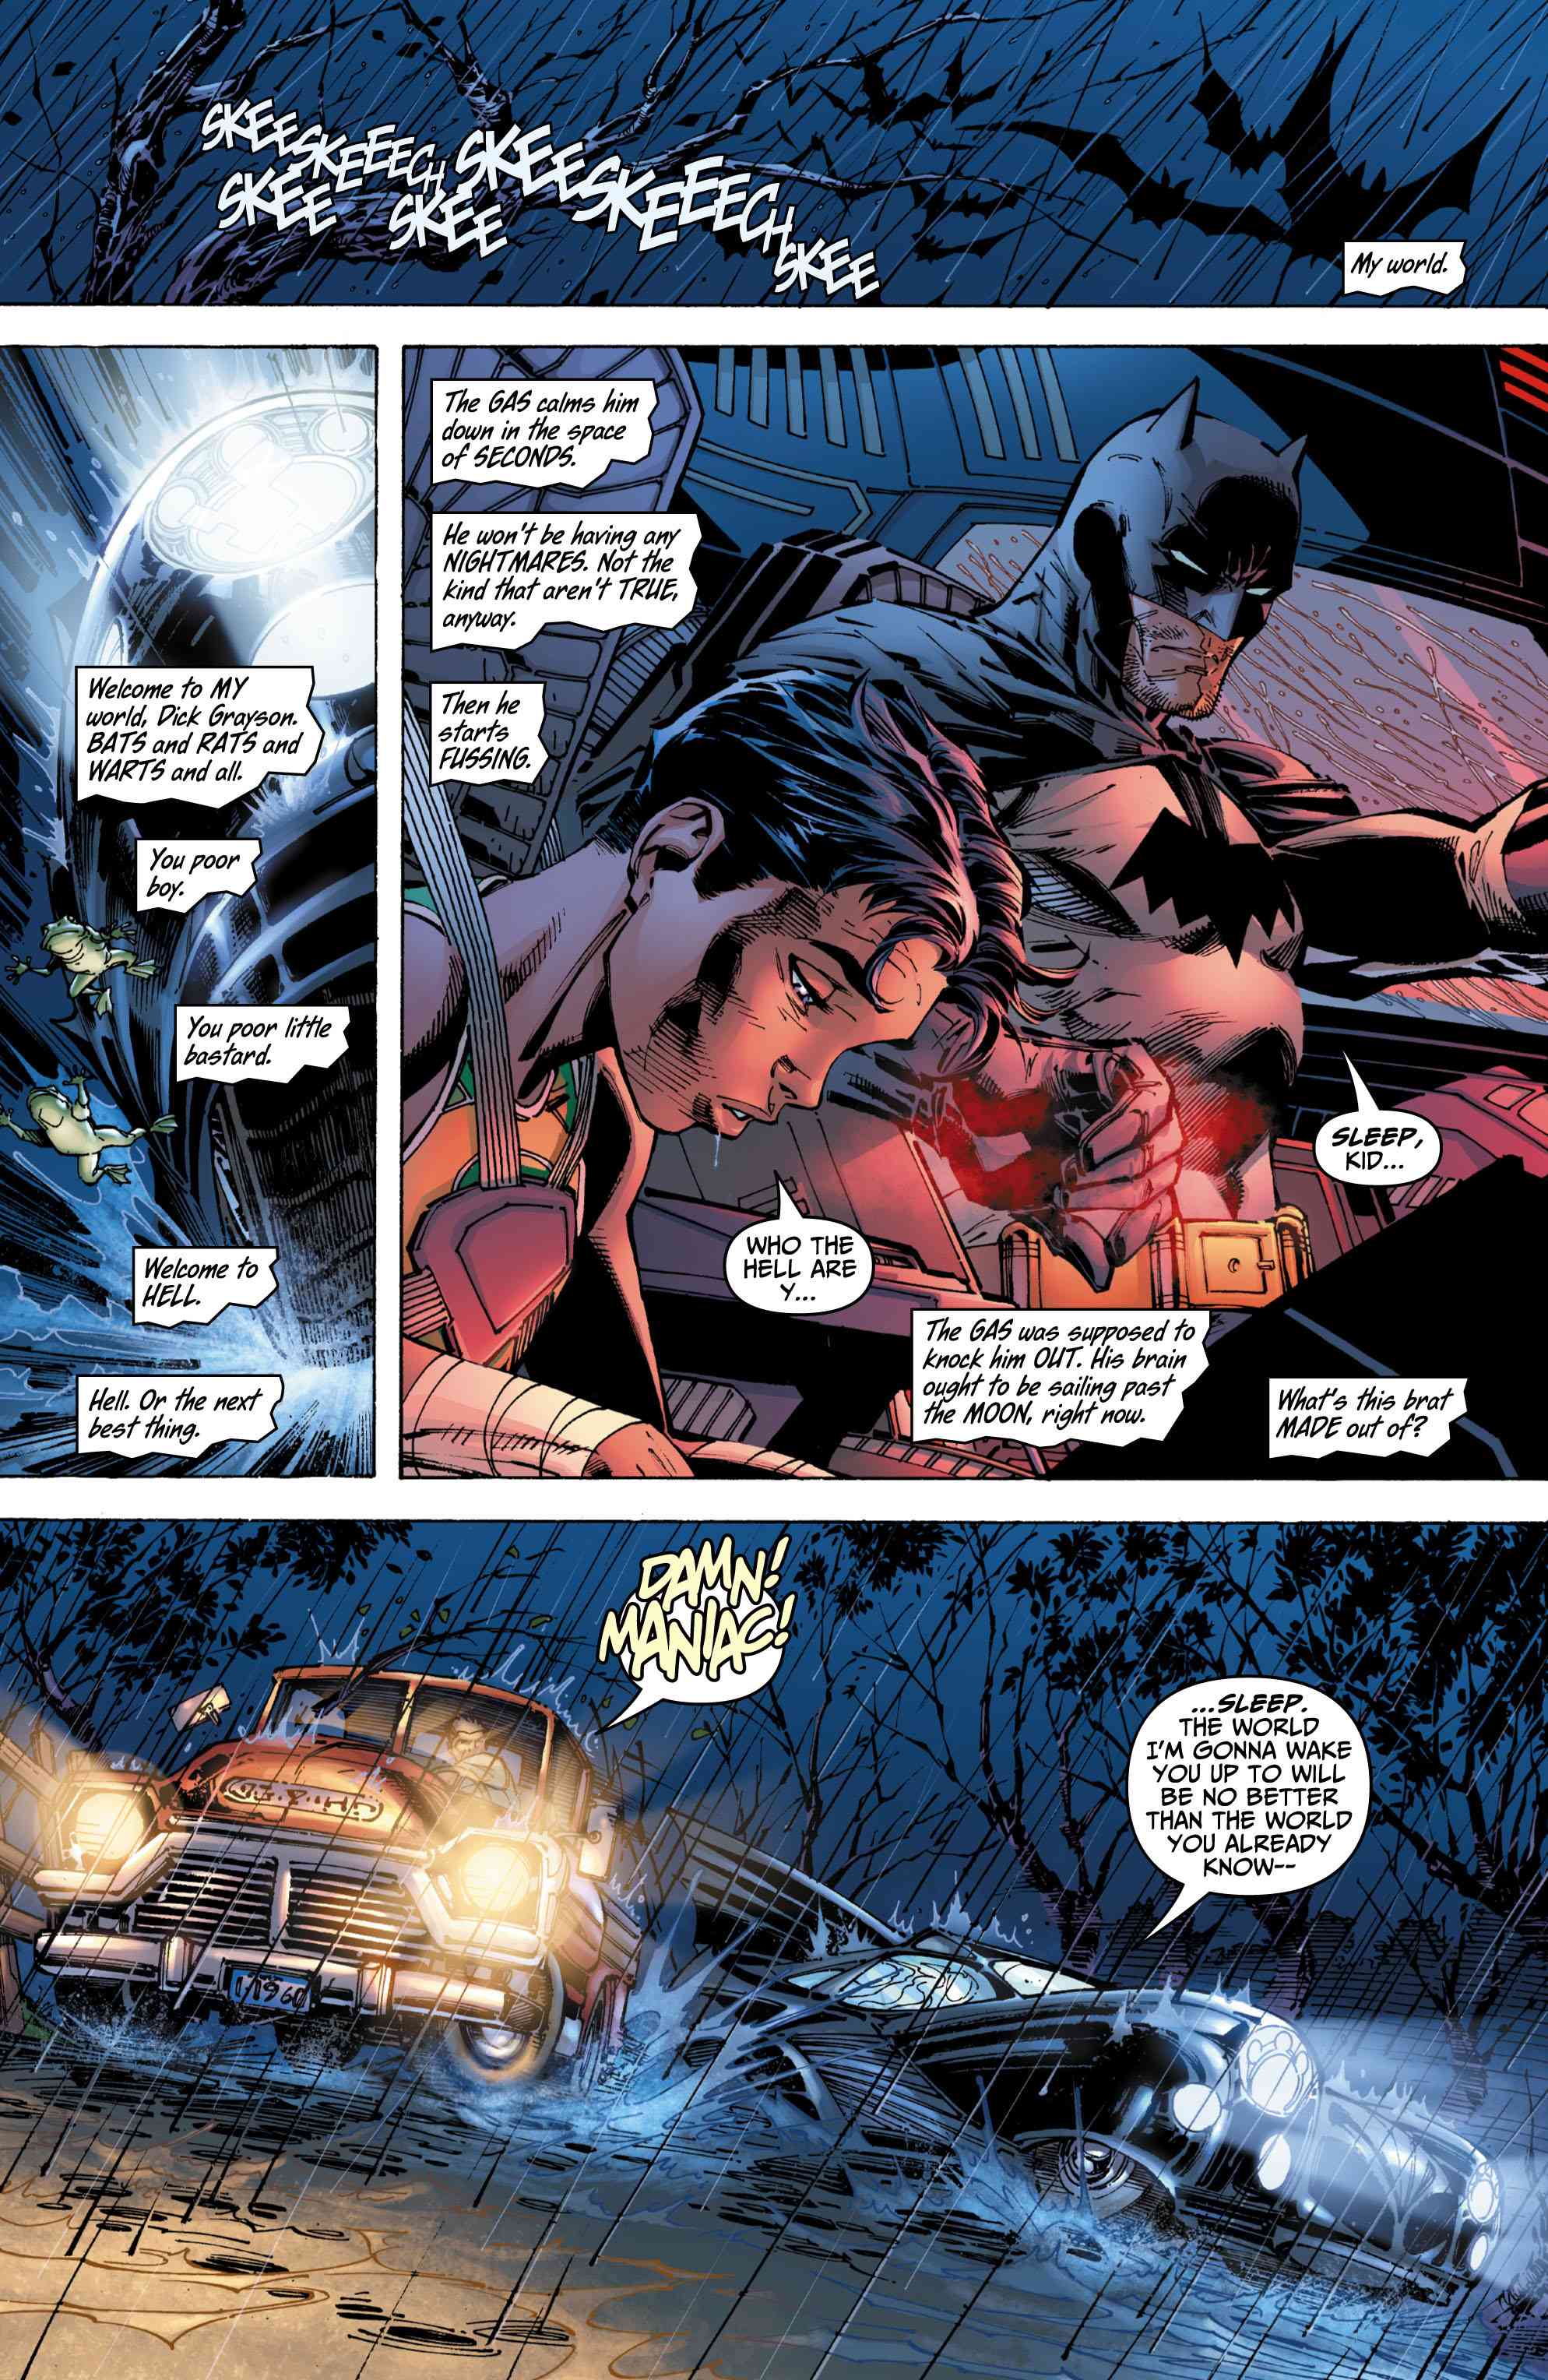 SKEE
SKEEEECH
SKEE
SKEE
SKEE
SKEEEECH
SKEE
My world.
Welcome to MY
world, Dick Grayson.
BATS and RATS and
WARTS and all.
You poor
boy.
You poor little
bastard.
Welcome to
HELL.
Hell. Or the next
best thing.
The GAS calms him
down in the space
of SECONDS.
He won't be having any
NIGHTMARES. Not the
kind that aren't TRUE,
anyway.
Then he
starts
FUSSING.
WHO THE
HELL ARE
Y...
SLEEP,
KID...
The GAS was supposed to
knock him OUT. His brain
ought to be sailing past
the MOON, right now.
What's this brat
MADE out of?
DAMN!
MANIAC!
...SLEEP.
THE WORLD
I'M GONNA WAKE
YOU UP TO WILL
BE NO BETTER
THAN THE WORLD
YOU ALREADY
KNOW--